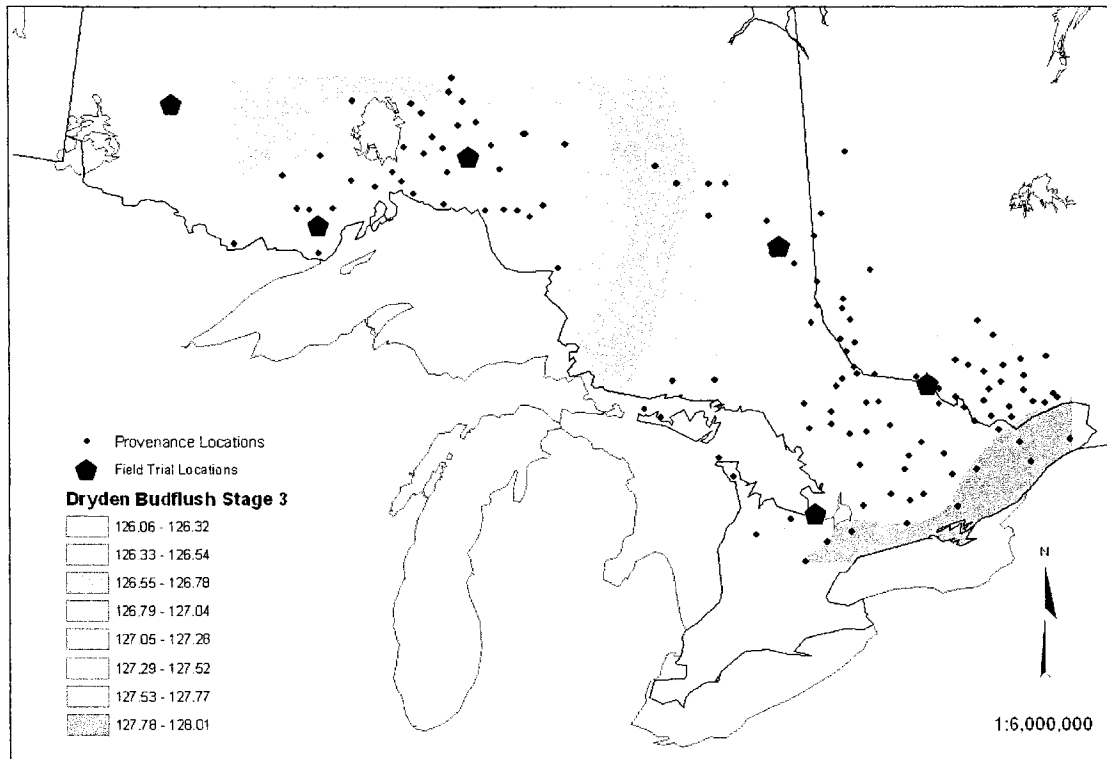 Provenance Locations
Field Trial Locations
Dryden Budflush Stage 3
126.06 - 126.32
126.33 - 126.54
126.55 - 126.78
126.79 - 127.04
127.05 - 127.28
127.29 - 127.52
127.53 - 127.77
127.78 - 128.01
N
1:6,000,000